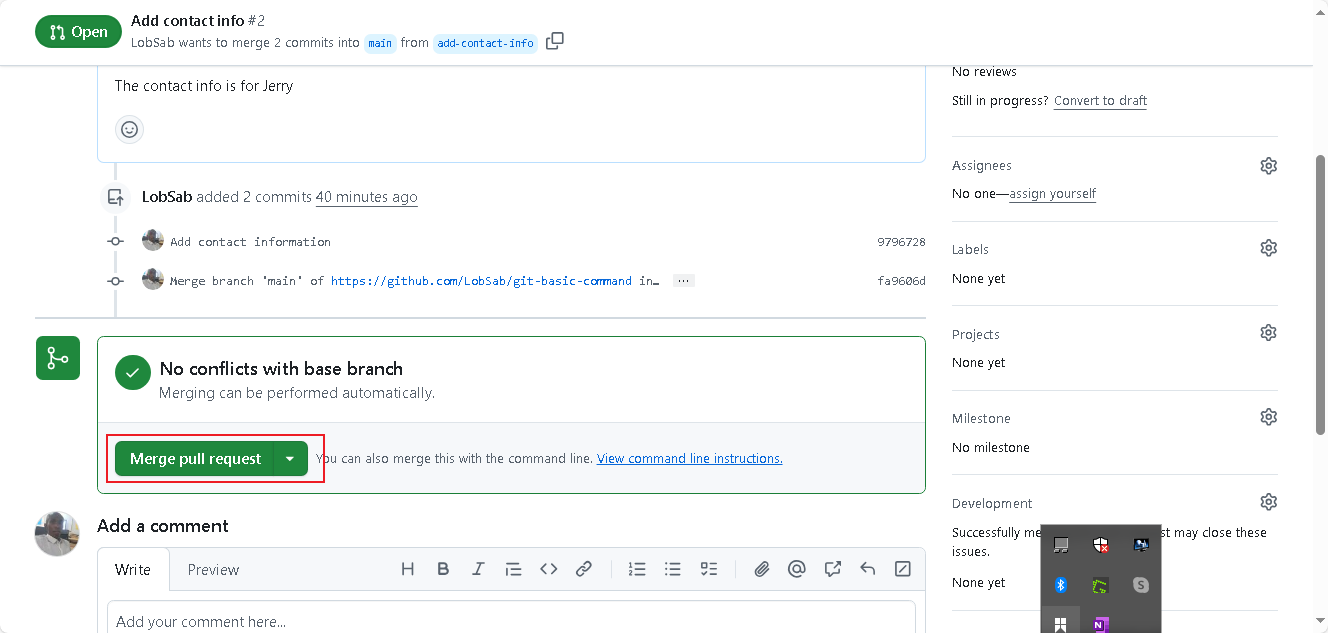 Open
Add contact info #2
LobSab wants to merge 2 commits into main from add-contact-info
The contact info is for Jerry
LobSab added 2 commits 40 minutes ago
Add contact information 9796728
Merge branch 'main' of https://github.com/LobSab/git-basic-command in… ... fa9606d
No conflicts with base branch
Merging can be performed automatically.
Merge pull request
You can also merge this with the command line. View command line instructions.
Add a comment
Write
Preview
Add your comment here...
No reviews
Still in progress? Convert to draft
Assignees
No one—assign yourself
Labels
None yet
Projects
None yet
Milestone
No milestone
Development
Successfully me st may close these
issues.
None yet